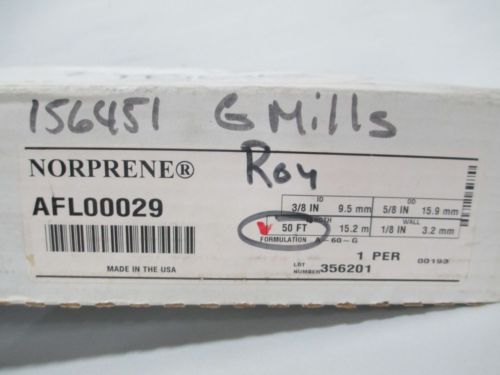 156451 G Mills
Roy
NORPRENE®
AFL00029
ID OD
3/8 IN 9.5 mm 5/8 IN 15.9 mm
WALL
50 FT 15.2 m 1/8 IN 3.2 mm
FORMULATION A-60-G
1 PER 00193
LOT
NUMBER 356201
MADE IN THE USA